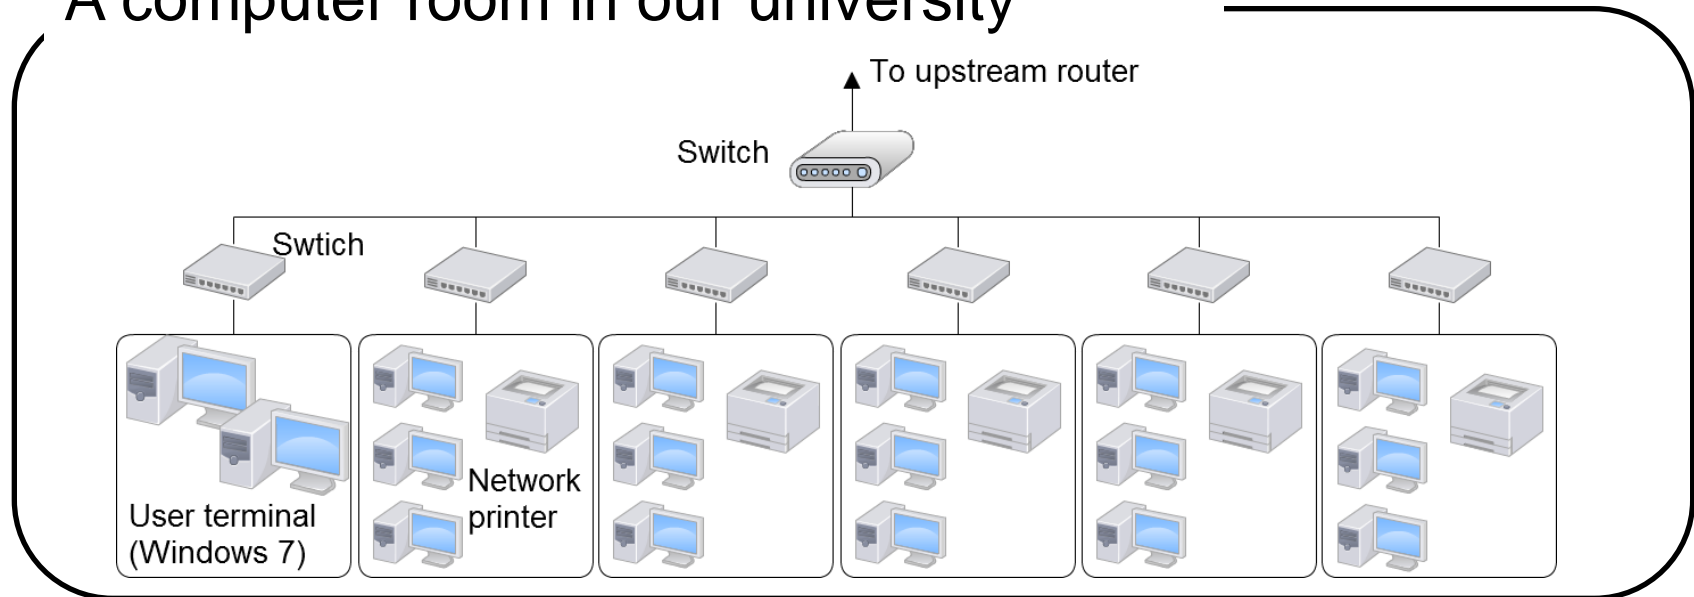 A computer room in our university
To upstream router
Switch
Swtich
Network
printer
User terminal
(Windows 7)